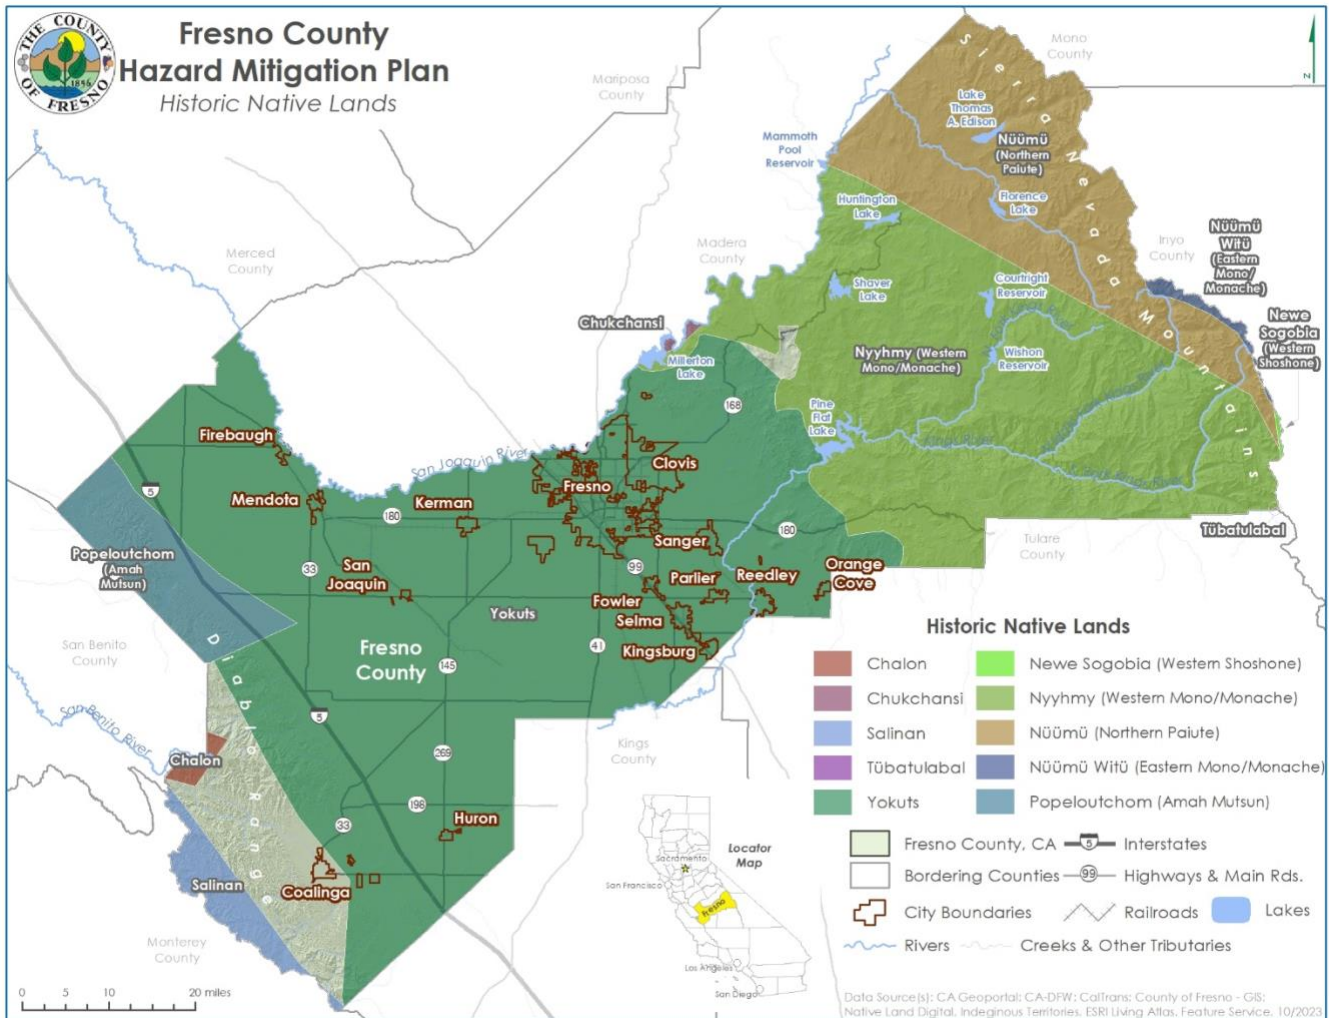 THE COUNTY OF FRESNO
1856
Fresno County
Hazard Mitigation Plan
Historic Native Lands
N
Mono
County
Mariposa
County
Sierra Nevada Mountains
Lake
Thomas
A. Edison
Nüümü
(Northern
Paiute)
Mammoth
Pool
Reservoir
Huntington
Lake
Florence
Lake
Nüümü
Witü
(Eastern
Mono/
Monache)
Inyo
County
Merced
County
Madera
County
Shaver
Lake
Courtright
Reservoir
Newe
Sogobia
(Western
Shoshone)
Chukchansi
Millerton
Lake
Nyyhmy (Western
Mono/Monache)
Wishon
Reservoir
168
Pine
Flat
Lake
Firebaugh
San Joaquin River
Clovis
5
Fresno
Mendota
Kerman
180
Sanger
180
Tübatulabal
Tulare
County
Popeloutchom
(Amah
Mutsun)
33
San
Joaquin
99
Parlier
Reedley
Orange
Cove
Yokuts
Fowler
Selma
Kingsburg
41
San Benito
County
Diablo Range
Fresno
County
145
5
San Benito
River
Chalon
269
Kings
County
198
Huron
33
Salinan
Coalinga
Monterey
County
0 5 10 20 miles
Historic Native Lands
Chalon
Chukchansi
Salinan
Tübatulabal
Yokuts
Newe Sogobia (Western Shoshone)
Nyyhmy (Western Mono/Monache)
Nüümü (Northern Paiute)
Nüümü Witü (Eastern Mono/Monache)
Popeloutchom (Amah Mutsun)
Fresno County, CA
5 Interstates
Bordering Counties
99 Highways & Main Rds.
City Boundaries
Railroads
Lakes
Rivers
Creeks & Other Tributaries
Locator
Map
Sacramento
San Francisco
Fresno
Los Angeles
San Diego
Data Source(s): CA Geoportal; CA-DFW; CalTrans; County of Fresno - GIS;
Native Land Digital, Indeginous Territories, ESRI Living Atlas, Feature Service, 10/2023